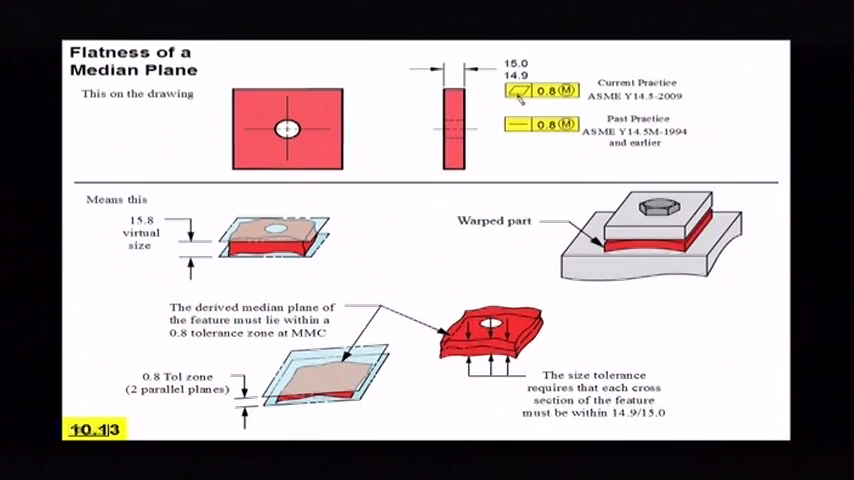 Flatness of a
Median Plane
This on the drawing
15.0
14.9
0.8 Ⓜ
Current Practice
ASME Y14.5-2009
0.8 Ⓜ
Past Practice
ASME Y14.5M-1994
and earlier
Means this
15.8
virtual
size
Warped part
The derived median plane of
the feature must lie within a
0.8 tolerance zone at MMC
0.8 Tol zone
(2 parallel planes)
The size tolerance
requires that each cross
section of the feature
must be within 14.9/15.0
10.13